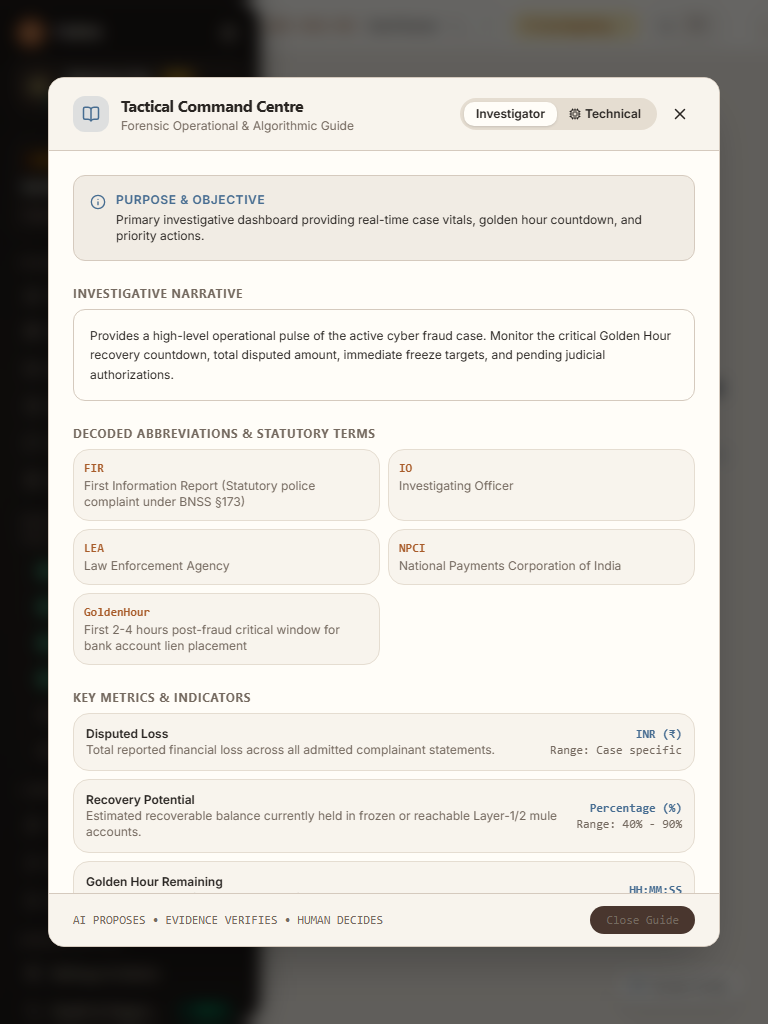 Tactical Command Centre
Forensic Operational & Algorithmic Guide
Investigator
Technical
PURPOSE & OBJECTIVE
Primary investigative dashboard providing real-time case vitals, golden hour countdown, and
priority actions.
INVESTIGATIVE NARRATIVE
Provides a high-level operational pulse of the active cyber fraud case. Monitor the critical Golden Hour
recovery countdown, total disputed amount, immediate freeze targets, and pending judicial
authorizations.
DECODED ABBREVIATIONS & STATUTORY TERMS
FIR
First Information Report (Statutory police
complaint under BNSS §173)
IO
Investigating Officer
LEA
Law Enforcement Agency
NPCI
National Payments Corporation of India
GoldenHour
First 2-4 hours post-fraud critical window for
bank account lien placement
KEY METRICS & INDICATORS
Disputed Loss
Total reported financial loss across all admitted complainant statements.
INR (₹)
Range: Case specific
Recovery Potential
Estimated recoverable balance currently held in frozen or reachable Layer-1/2 mule
accounts.
Percentage (%)
Range: 40% - 90%
Golden Hour Remaining
HH:MM:SS
AI PROPOSES • EVIDENCE VERIFIES • HUMAN DECIDES
Close Guide